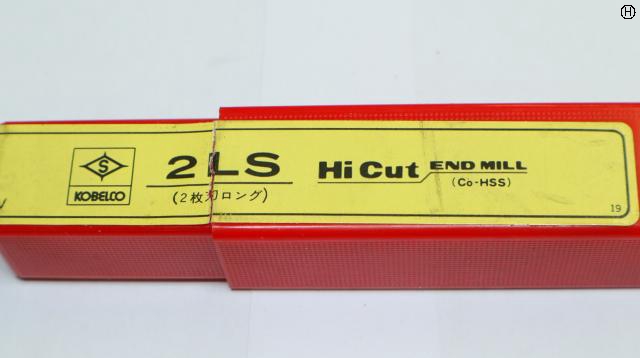 S
KOBELCO
2LS
(2枚刃ロング)
Hi Cut END MILL
(Co-HSS)
19
H